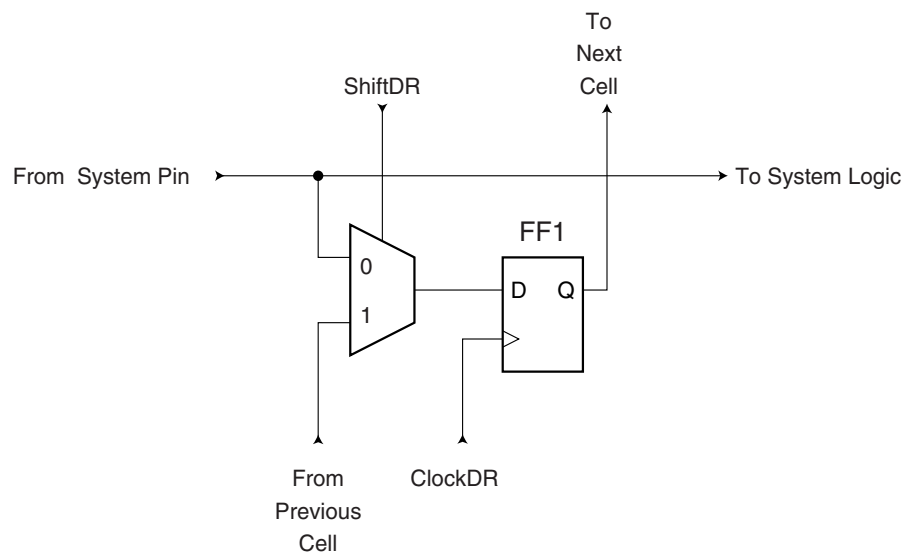 To
Next
Cell
ShiftDR
From System Pin
To System Logic
FF1
0
D Q
1
From
Previous
Cell
ClockDR